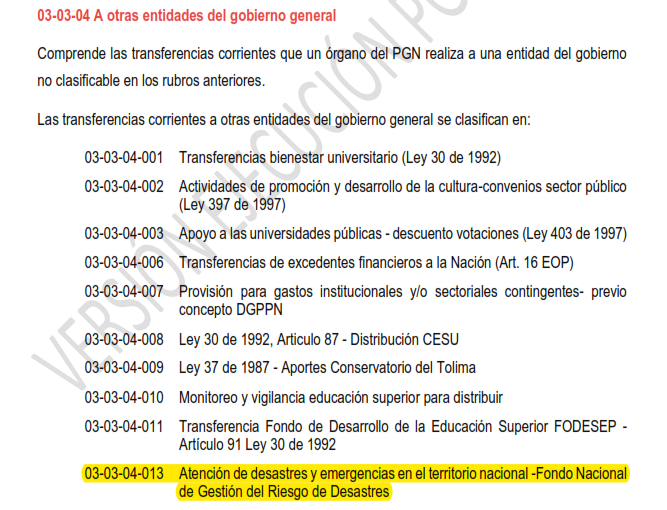 03-03-04 A otras entidades del gobierno general
Comprende las transferencias corrientes que un órgano del PGN realiza a una entidad del gobierno
no clasificable en los rubros anteriores.
Las transferencias corrientes a otras entidades del gobierno general se clasifican en:
03-03-04-001 Transferencias bienestar universitario (Ley 30 de 1992)
03-03-04-002 Actividades de promoción y desarrollo de la cultura-convenios sector público
(Ley 397 de 1997)
03-03-04-003 Apoyo a las universidades públicas - descuento votaciones (Ley 403 de 1997)
03-03-04-006 Transferencias de excedentes financieros a la Nación (Art. 16 EOP)
03-03-04-007 Provisión para gastos institucionales y/o sectoriales contingentes- previo
concepto DGPPN
03-03-04-008 Ley 30 de 1992, Articulo 87 - Distribución CESU
03-03-04-009 Ley 37 de 1987 - Aportes Conservatorio del Tolima
03-03-04-010 Monitoreo y vigilancia educación superior para distribuir
03-03-04-011 Transferencia Fondo de Desarrollo de la Educación Superior FODESEP -
Artículo 91 Ley 30 de 1992
03-03-04-013 Atención de desastres y emergencias en el territorio nacional -Fondo Nacional
de Gestión del Riesgo de Desastres
VERSIÓN EJECUCIÓN